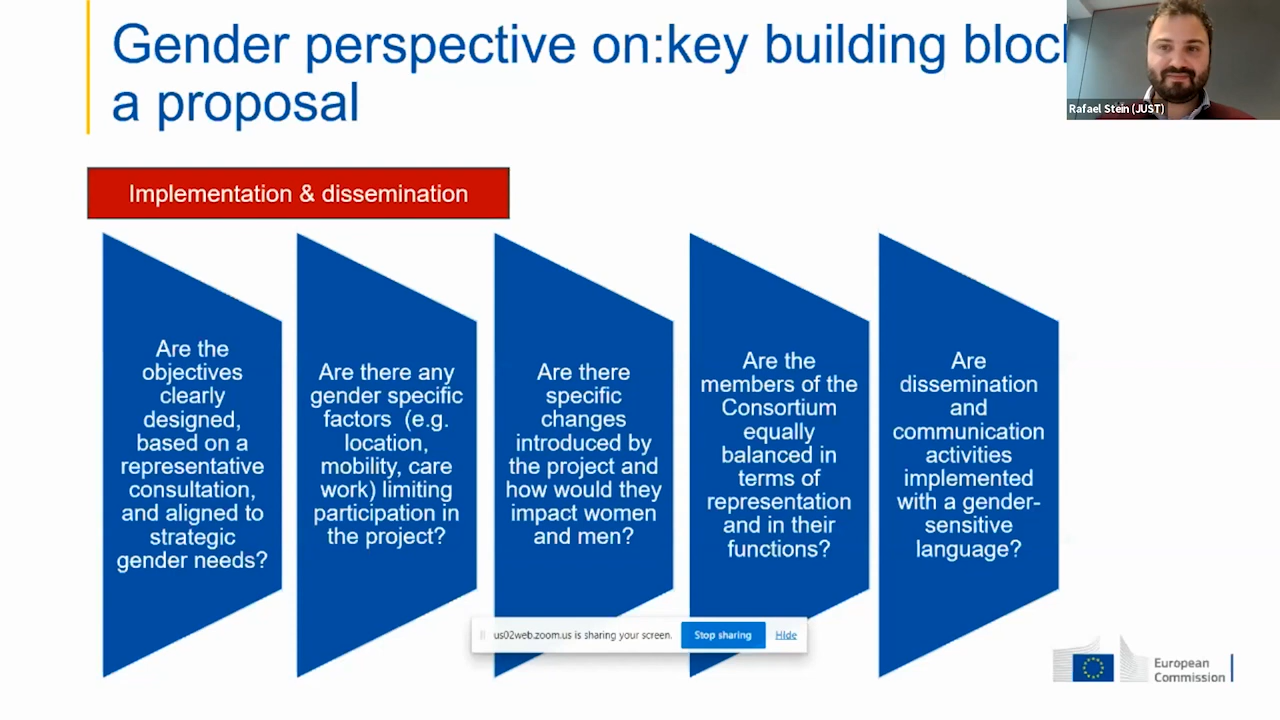 Gender perspective on:key building
a proposal
Rafael Stein (JUST)
Implementation & dissemination
Are the
objectives
clearly
designed,
based on a
representative
consultation,
and aligned to
strategic
gender needs?
Are there any
gender specific
factors (e.g.
location,
mobility, care
work) limiting
participation in
the project?
Are there
specific
changes
introduced by
the project and
how would they
impact women
and men?
Are the
members of the
Consortium
equally
balanced in
terms of
representation
and in their
functions?
Are
dissemination
and
communication
activities
implemented
with a gender-
sensitive
language?
us02web.zoom.us is sharing your screen.
Stop sharing
Hide
European
Commission